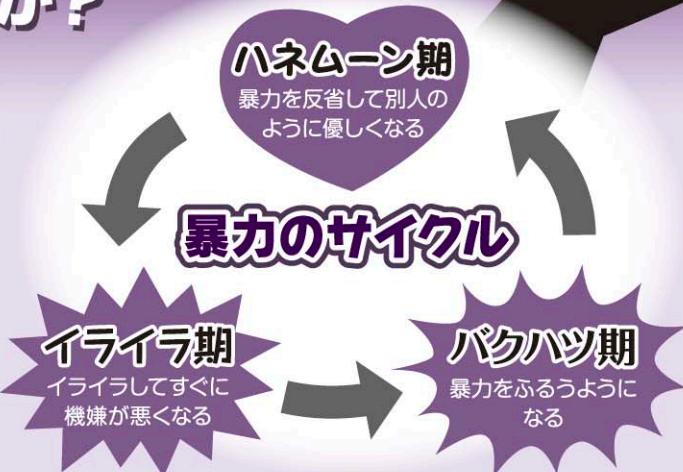 か?
ハネムーン期
暴力を反省して別人の
ように優しくなる
暴力のサイクル
イライラ期
イライラしてすぐに
機嫌が悪くなる
バクハツ期
暴力をふるうように
なる